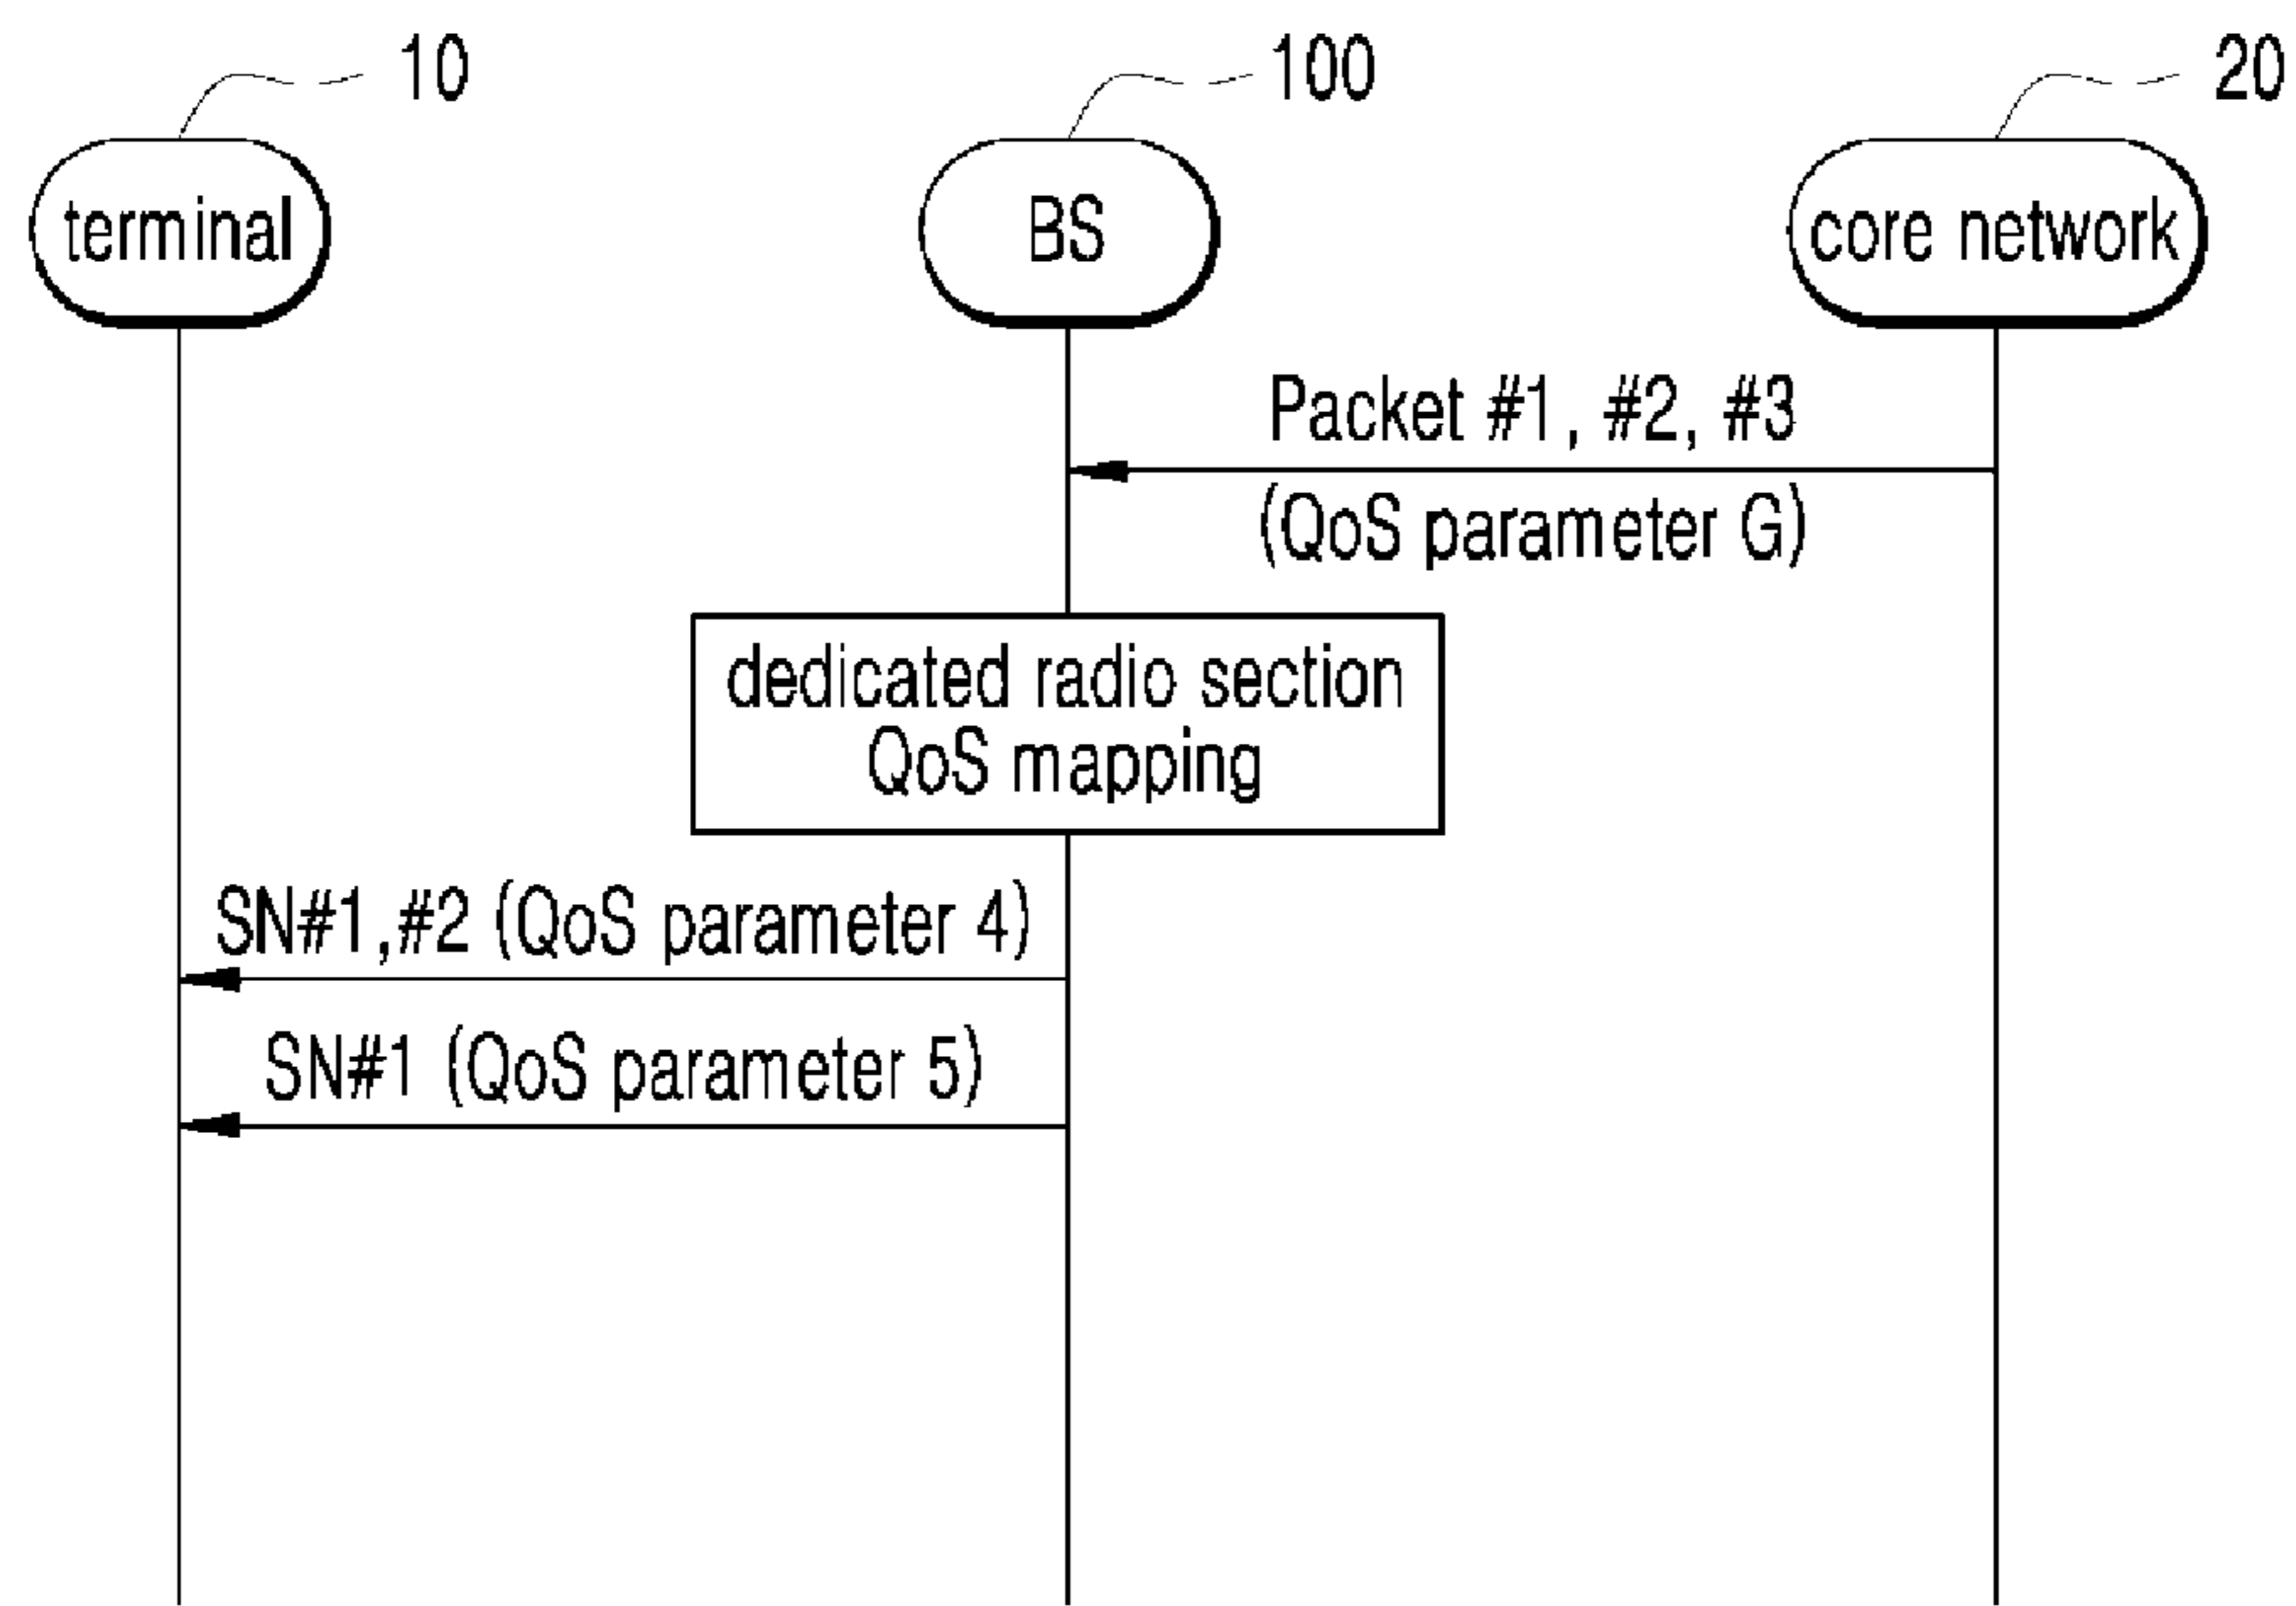 10
100
20
terminal
BS
core network
Packet #1, #2, #3
(QoS parameter G)
dedicated radio section
QoS mapping
SN#1,#2 (QoS parameter 4)
SN#1 (QoS parameter 5)